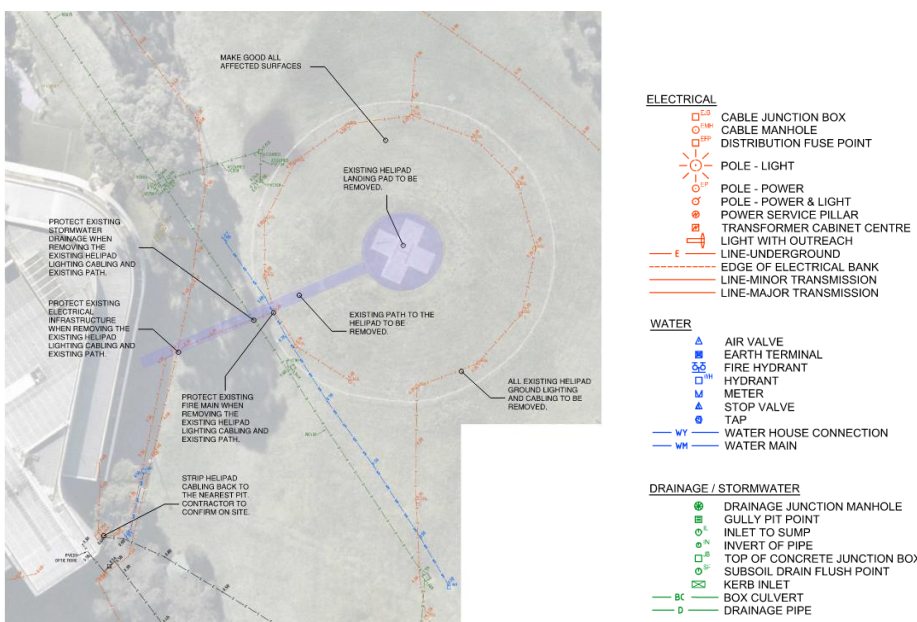 MAKE GOOD ALL
AFFECTED SURFACES
EXISTING HELIPAD
LANDING PAD TO BE
REMOVED.
PROTECT EXISTING
STORMWATER
DRAINAGE WHEN
REMOVING THE
EXISTING HELIPAD
LIGHTING CABLING AND
EXISTING PATH.
PROTECT EXISTING
ELECTRICAL
INFRASTRUCTURE
WHEN REMOVING THE
EXISTING HELIPAD
LIGHTING CABLING AND
EXISTING PATH.
EXISTING PATH TO THE
HELIPAD TO BE
REMOVED.
ALL EXISTING HELIPAD
GROUND LIGHTING
AND CABLING TO BE
REMOVED.
PROTECT EXISTING
FIRE MAIN WHEN
REMOVING THE
EXISTING HELIPAD
LIGHTING CABLING AND
EXISTING PATH.
STRIP HELIPAD
CABLING BACK TO
THE NEAREST PIT.
CONTRACTOR TO
CONFIRM ON SITE.
ELECTRICAL
CABLE JUNCTION BOX
CABLE MANHOLE
DISTRIBUTION FUSE POINT
POLE - LIGHT
EP POLE - POWER
POLE - POWER & LIGHT
POWER SERVICE PILLAR
TRANSFORMER CABINET CENTRE
LIGHT WITH OUTREACH
E LINE-UNDERGROUND
EDGE OF ELECTRICAL BANK
LINE-MINOR TRANSMISSION
LINE-MAJOR TRANSMISSION
WATER
AIR VALVE
EARTH TERMINAL
FIRE HYDRANT
HYDRANT
METER
STOP VALVE
TAP
WY WATER HOUSE CONNECTION
WM WATER MAIN
DRAINAGE / STORMWATER
DRAINAGE JUNCTION MANHOLE
GULLY PIT POINT
INLET TO SUMP
INVERT OF PIPE
TOP OF CONCRETE JUNCTION BOX
SUBSOIL DRAIN FLUSH POINT
KERB INLET
BC BOX CULVERT
D DRAINAGE PIPE